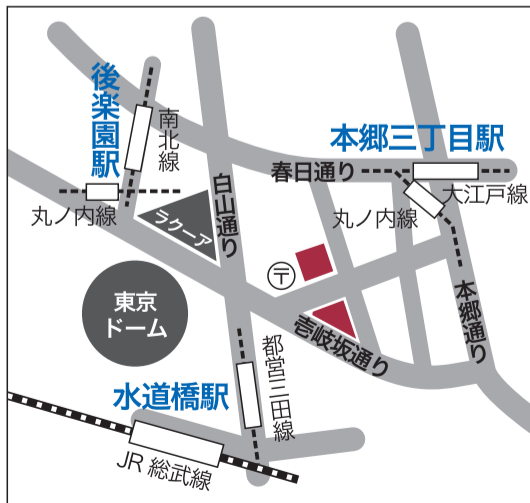 後楽園駅
南北線
丸ノ内線
白山通り
ラクーア
本郷三丁目駅
春日通り
大江戸線
丸ノ内線
〒
東京
ドーム
壱岐坂通り
本郷通り
都営三田線
水道橋駅
JR 総武線